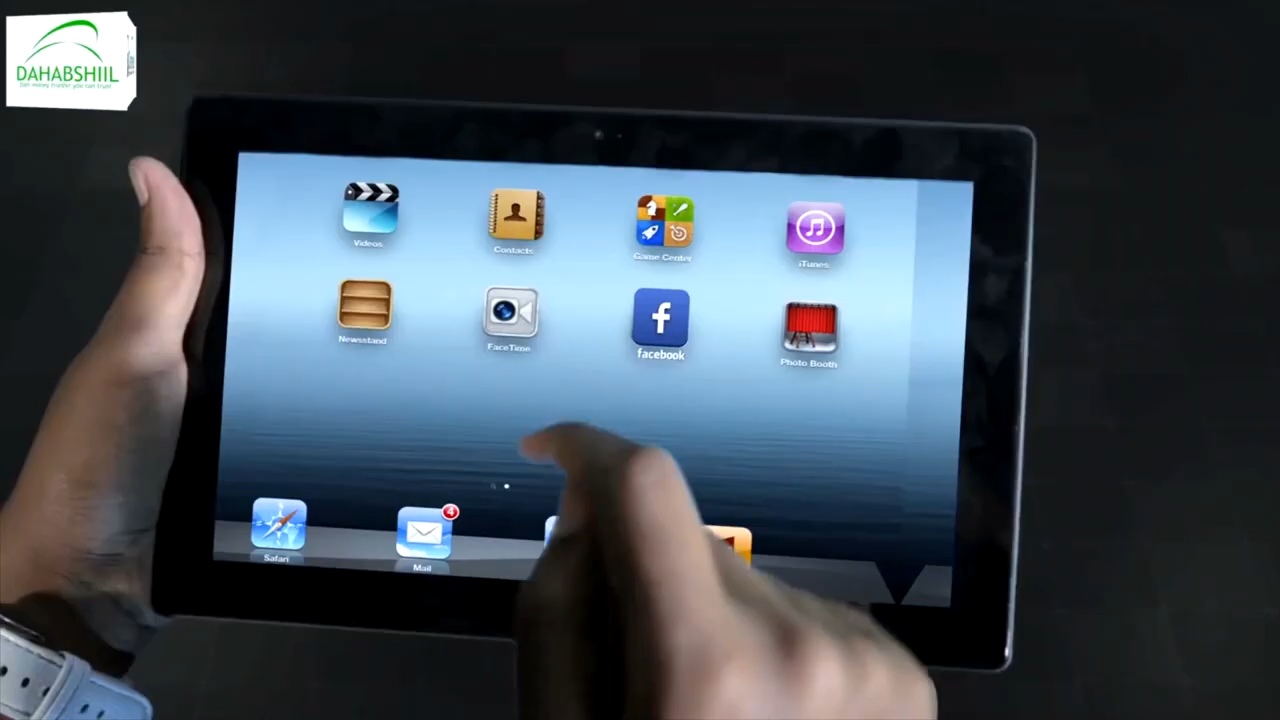 DAHABSHIIL
Videos
Contacts
Game Center
iTunes
Newsstand
FaceTime
facebook
Photo Booth
4
Safari
Mail